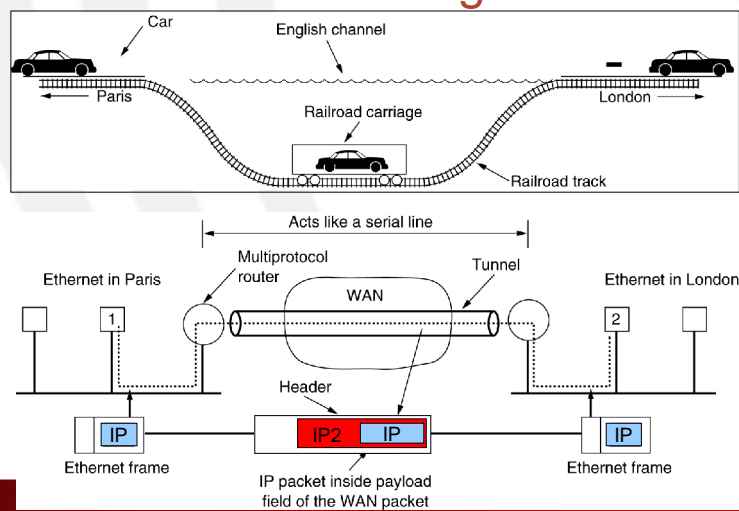 Car
English channel
Paris
London
Railroad carriage
Railroad track
Acts like a serial line
Multiprotocol
router
Tunnel
Ethernet in Paris
Ethernet in London
WAN
1
2
Header
IP
IP2
IP
IP
Ethernet frame
Ethernet frame
IP packet inside payload
field of the WAN packet